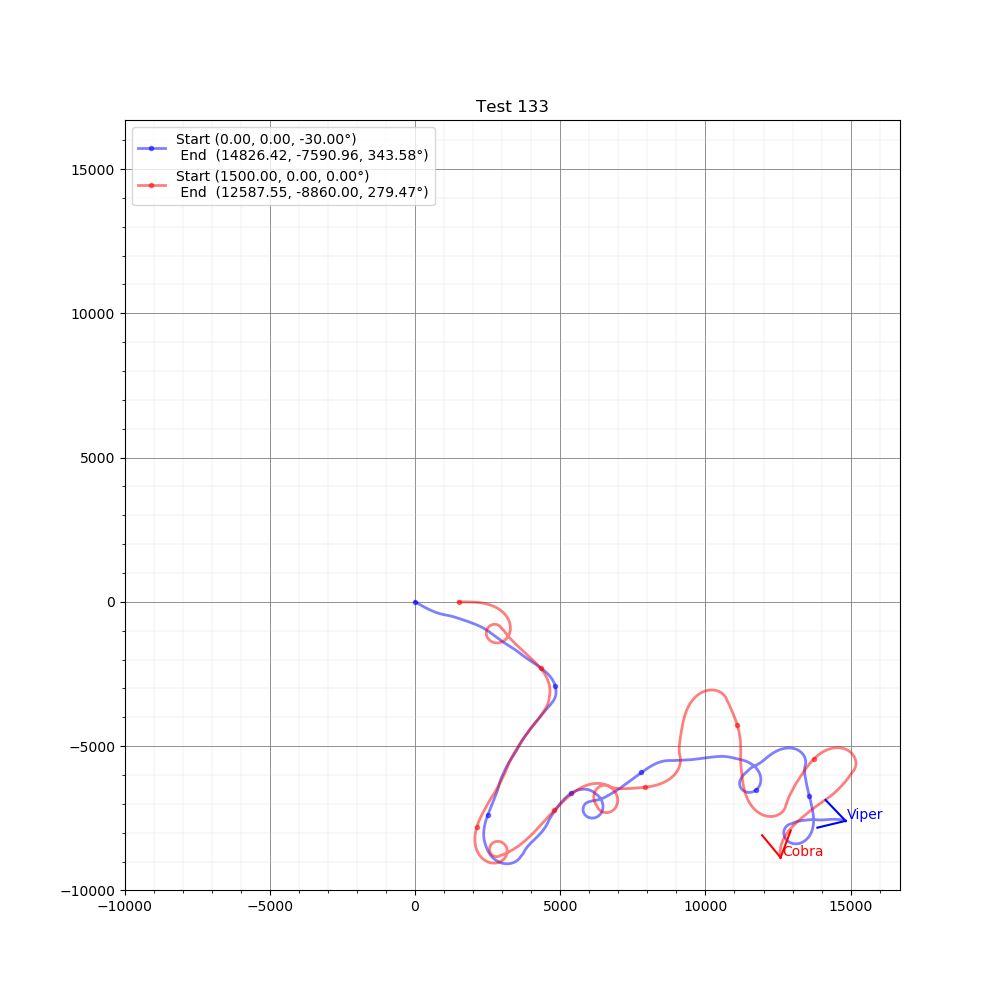 Test 133
Start (0.00, 0.00, -30.00°)
End  (14826.42, -7590.96, 343.58°)
Start (1500.00, 0.00, 0.00°)
End  (12587.55, -8860.00, 279.47°)
15000
10000
5000
0
−5000
−10000
Viper
Cobra
−10000 −5000 0 5000 10000 15000